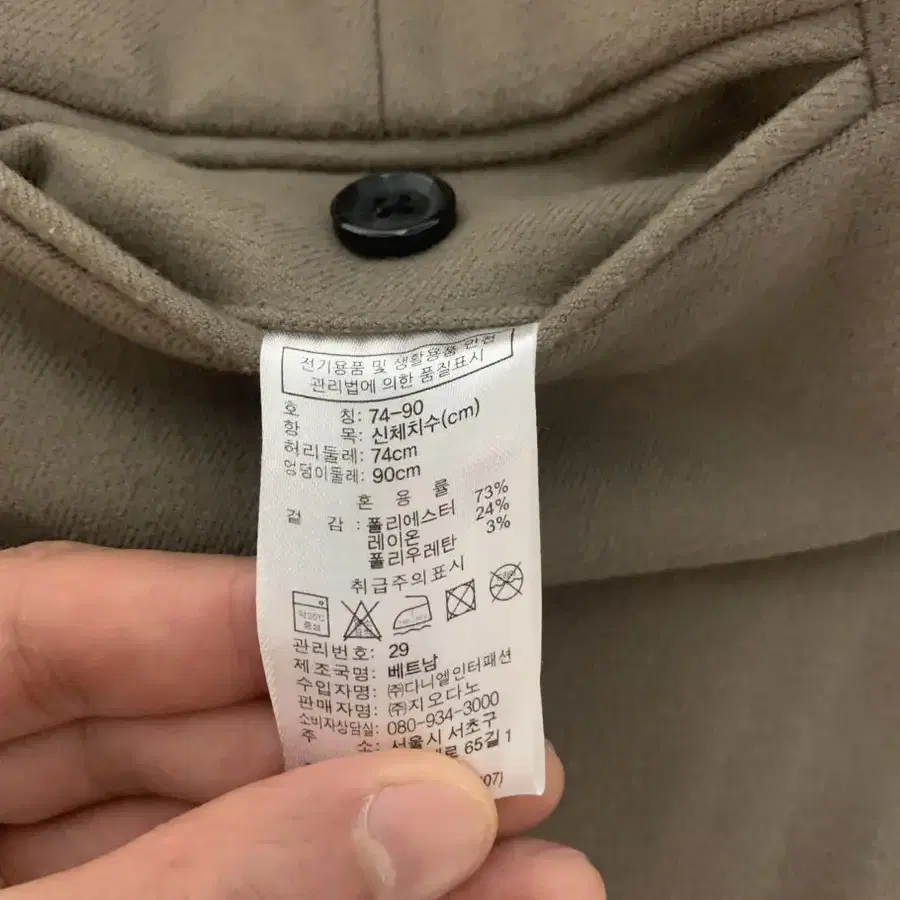 전기용품 및 생활용품 안전
관리법에 의한 품질표시
호 칭: 74-90
항 목: 신체치수(cm)
허리둘레: 74cm
엉덩이둘레: 90cm
혼 용 률
겉 감 : 폴리에스터 73%
레이온 24%
폴리우레탄 3%
취급주의표시
약35℃
중성
관리번호: 29
제조국명: 베트남
수입자명: ㈜다니엘인터패션
판매자명: ㈜지오다노
소비자상담실: 080-934-3000
주 소: 서울시 서초구
65길 1
07)